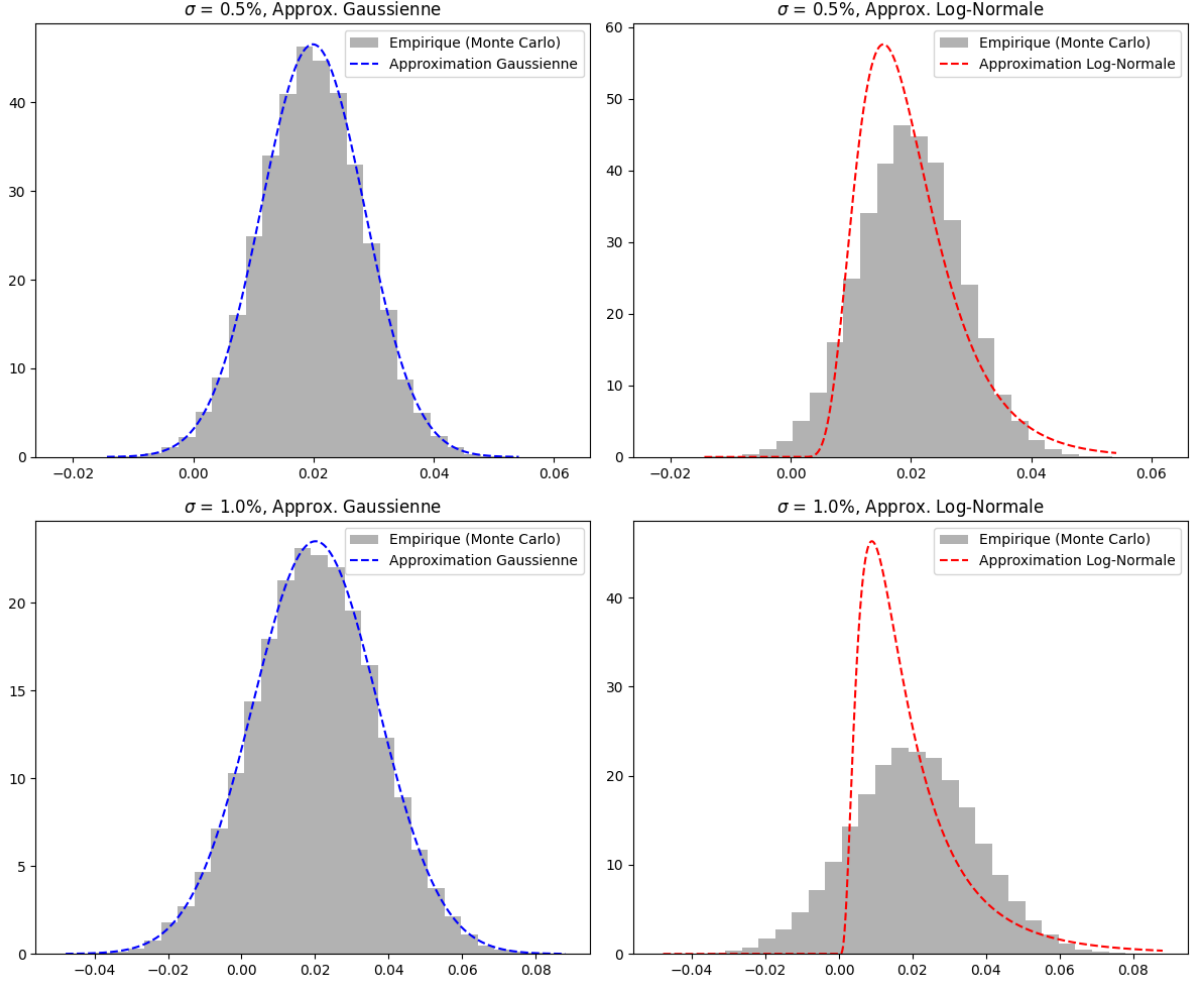 σ = 0.5%, Approx. Gaussienne
Empirique (Monte Carlo)
Approximation Gaussienne
40
30
20
10
0
−0.02 0.00 0.02 0.04 0.06
σ = 0.5%, Approx. Log-Normale
Empirique (Monte Carlo)
Approximation Log-Normale
60
50
40
30
20
10
0
−0.02 0.00 0.02 0.04 0.06
σ = 1.0%, Approx. Gaussienne
Empirique (Monte Carlo)
Approximation Gaussienne
20
15
10
5
0
−0.04 −0.02 0.00 0.02 0.04 0.06 0.08
σ = 1.0%, Approx. Log-Normale
Empirique (Monte Carlo)
Approximation Log-Normale
40
30
20
10
0
−0.04 −0.02 0.00 0.02 0.04 0.06 0.08